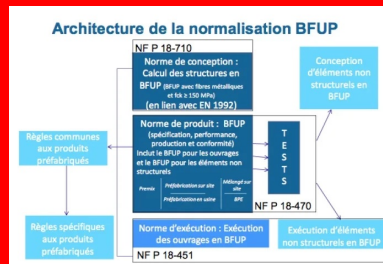 Architecture de la normalisation BFUP
NF P 18-710
Norme de conception :
Calcul des structures en
BFUP (BFUP avec fibres métalliques
et fck ≥ 150 MPa)
(en lien avec EN 1992)
Conception
d'éléments non
structurels en
BFUP
Norme de produit : BFUP
(spécification, performance,
production et conformité)
inclut le BFUP pour les ouvrages et
le BFUP pour les éléments non
structurels
Premix
Préfabrication sur site
Préfabrication en usine
Mélangé sur
site
BPE
T
E
S
T
S
Règles communes
aux produits
préfabriqués
NF P 18-470
Règles spécifiques
aux produits
préfabriqués
Norme d'exécution : Exécution
des ouvrages en BFUP
Exécution d'éléments
non structurels en BFUP
NF P 18-451